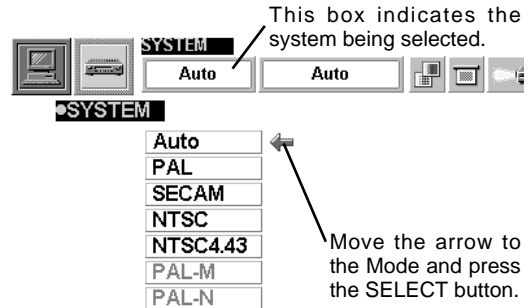 This box indicates the
system being selected.
SYSTEM
Auto
Auto
●SYSTEM
Auto
PAL
SECAM
NTSC
NTSC4.43
PAL-M
PAL-N
Move the arrow to
the Mode and press
the SELECT button.